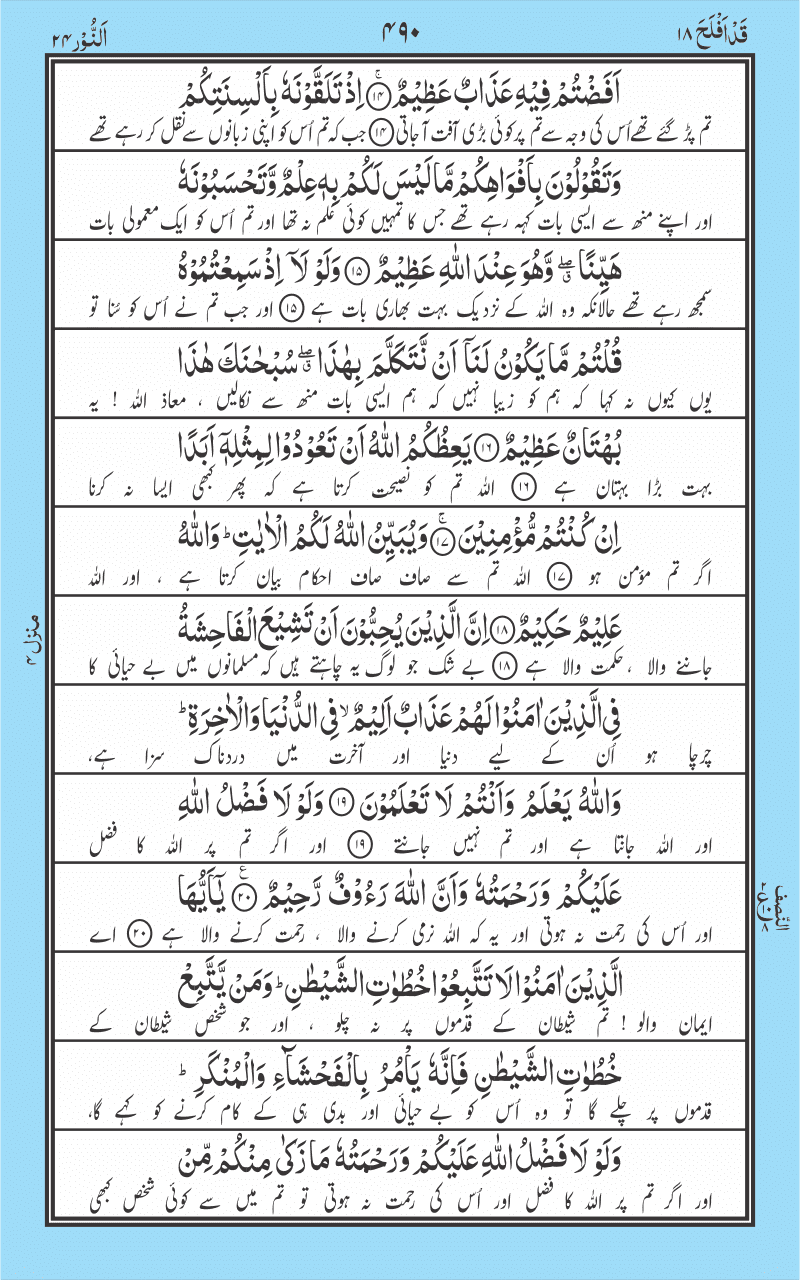 قَدْ اَفْلَحَ ۱۸
۴۹۰
اَلنُّوْر ۲۴
اَفَضْتُمْ فِيْهِ عَذَابٌ عَظِيْمٌ ۚ۝۱۴ اِذْ تَلَقَّوْنَهٗ بِاَلْسِنَتِكُمْ
تم پڑ گئے تھے اُس کی وجہ سے تم پر کوئی بڑی آفت آجاتی ۝۱۴ جب کہ تم اُس کو اپنی زبانوں سے نقل کر رہے تھے
وَتَقُوْلُوْنَ بِاَفْوَاهِكُمْ مَّا لَيْسَ لَكُمْ بِهٖ عِلْمٌ وَّتَحْسَبُوْنَهٗ
اور اپنے منھ سے ایسی بات کہہ رہے تھے جس کا تمہیں کوئی علم نہ تھا اور تم اُس کو ایک معمولی بات
هَيِّنًا ۖۗ وَّهُوَ عِنْدَ اللّٰهِ عَظِيْمٌ ۝۱۵ وَلَوْ لَاۤ اِذْ سَمِعْتُمُوْهُ
سمجھ رہے تھے حالانکہ وہ اللہ کے نزدیک بہت بھاری بات ہے ۝۱۵ اور جب تم نے اُس کو سُنا تو
قُلْتُمْ مَّا يَكُوْنُ لَنَاۤ اَنْ نَّتَكَلَّمَ بِهٰذَا ۖۗ سُبْحٰنَكَ هٰذَا
یوں کیوں نہ کہا کہ ہم کو زیبا نہیں کہ ہم ایسی بات منھ سے نکالیں ، معاذ اللہ ! یہ
بُهْتَانٌ عَظِيْمٌ ۝۱۶ يَعِظُكُمُ اللّٰهُ اَنْ تَعُوْدُوْا لِمِثْلِهٖۤ اَبَدًا
بہت بڑا بہتان ہے ۝۱۶ اللہ تم کو نصیحت کرتا ہے کہ پھر کبھی ایسا نہ کرنا
اِنْ كُنْتُمْ مُّؤْمِنِيْنَ ۚ۝۱۷ وَيُبَيِّنُ اللّٰهُ لَكُمُ الْاٰيٰتِ ؕ وَاللّٰهُ
اگر تم مؤمن ہو ۝۱۷ اللہ تم سے صاف صاف احکام بیان کرتا ہے ، اور اللہ
عَلِيْمٌ حَكِيْمٌ ۝۱۸ اِنَّ الَّذِيْنَ يُحِبُّوْنَ اَنْ تَشِيْعَ الْفَاحِشَةُ
جاننے والا ، حکمت والا ہے ۝۱۸ بے شک جو لوگ یہ چاہتے ہیں کہ مسلمانوں میں بے حیائی کا
فِى الَّذِيْنَ اٰمَنُوْا لَهُمْ عَذَابٌ اَلِيْمٌ ۙ فِى الدُّنْيَا وَالْاٰخِرَةِ ؕ
چرچا ہو اُن کے لیے دنیا اور آخرت میں دردناک سزا ہے،
وَاللّٰهُ يَعْلَمُ وَاَنْتُمْ لَا تَعْلَمُوْنَ ۝۱۹ وَلَوْ لَا فَضْلُ اللّٰهِ
اور اللہ جانتا ہے اور تم نہیں جانتے ۝۱۹ اور اگر تم پر اللہ کا فضل
عَلَيْكُمْ وَرَحْمَتُهٗ وَاَنَّ اللّٰهَ رَءُوْفٌ رَّحِيْمٌ ۝۲۰ع يٰۤاَيُّهَا
اور اُس کی رحمت نہ ہوتی اور یہ کہ اللہ نرمی کرنے والا ، رحمت کرنے والا ہے ۝۲۰ اے
الَّذِيْنَ اٰمَنُوْا لَا تَتَّبِعُوْا خُطُوٰتِ الشَّيْطٰنِ ؕ وَمَنْ يَّتَّبِعْ
ایمان والو ! تم شیطان کے قدموں پر نہ چلو ، اور جو شخص شیطان کے
خُطُوٰتِ الشَّيْطٰنِ فَاِنَّهٗ يَاْمُرُ بِالْفَحْشَآءِ وَالْمُنْكَرِ ؕ
قدموں پر چلے گا تو وہ اُس کو بے حیائی اور بدی ہی کے کام کرنے کو کہے گا،
وَلَوْ لَا فَضْلُ اللّٰهِ عَلَيْكُمْ وَرَحْمَتُهٗ مَا زَكٰى مِنْكُمْ مِّنْ
اور اگر تم پر اللہ کا فضل اور اُس کی رحمت نہ ہوتی تو تم میں سے کوئی شخص کبھی
منزل ۴
النّصف